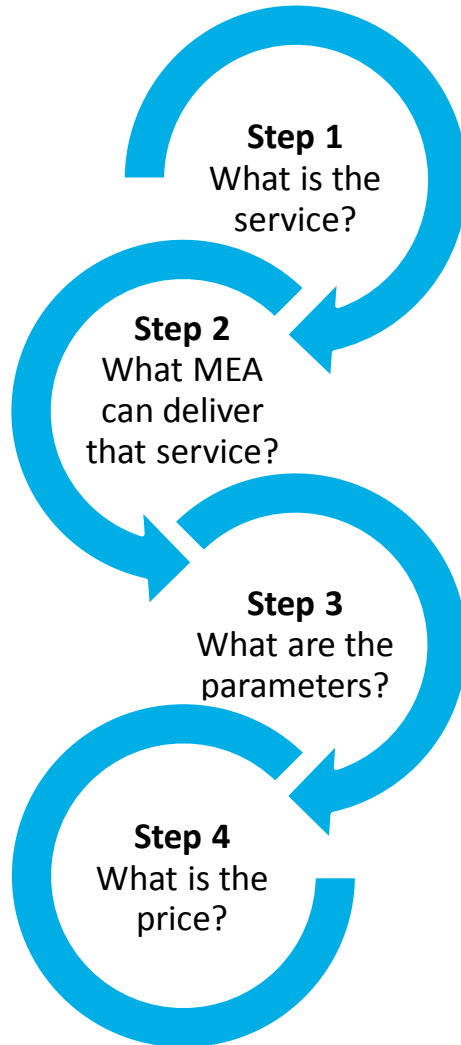 Step 1
What is the
service?
Step 2
What MEA
can deliver
that service?
Step 3
What are the
parameters?
Step 4
What is the
price?